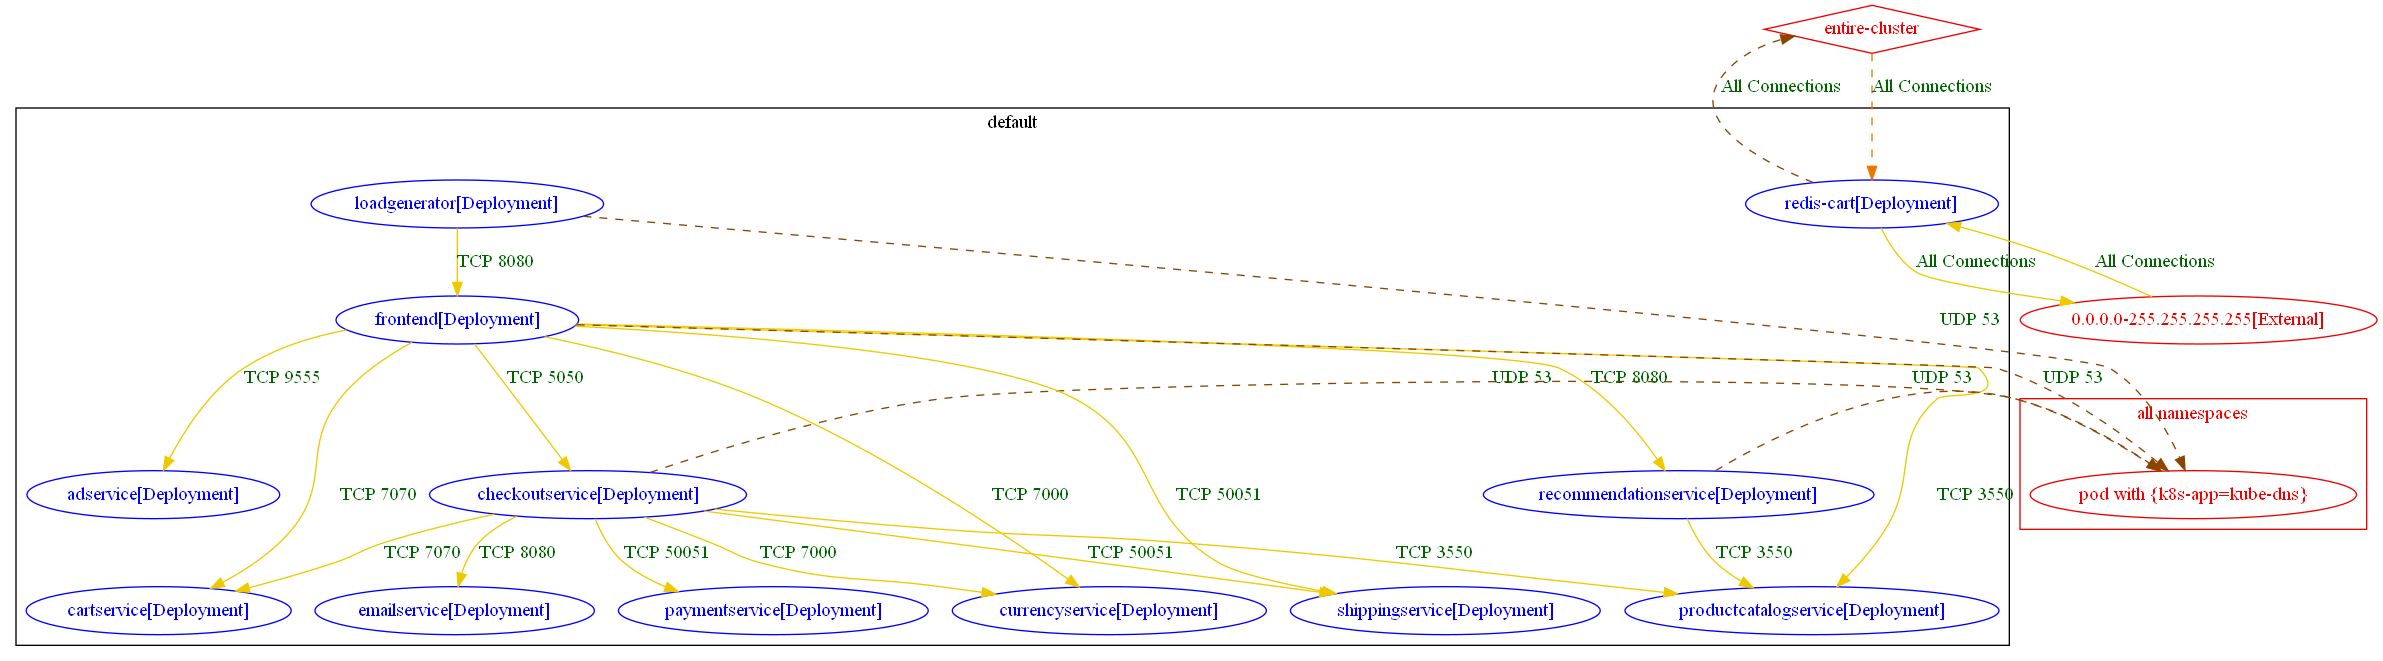 entire-cluster
All Connections
All Connections
default
loadgenerator[Deployment]
redis-cart[Deployment]
TCP 8080
All Connections
All Connections
frontend[Deployment]
UDP 53
0.0.0.0-255.255.255.255[External]
TCP 9555
TCP 5050
UDP 53
TCP 8080
UDP 53
UDP 53
all namespaces
adservice[Deployment]
TCP 7070
checkoutservice[Deployment]
TCP 7000
TCP 50051
recommendationservice[Deployment]
TCP 3550
pod with {k8s-app=kube-dns}
TCP 7070
TCP 8080
TCP 50051
TCP 7000
TCP 50051
TCP 3550
TCP 3550
cartservice[Deployment]
emailservice[Deployment]
paymentservice[Deployment]
currencyservice[Deployment]
shippingservice[Deployment]
productcatalogservice[Deployment]